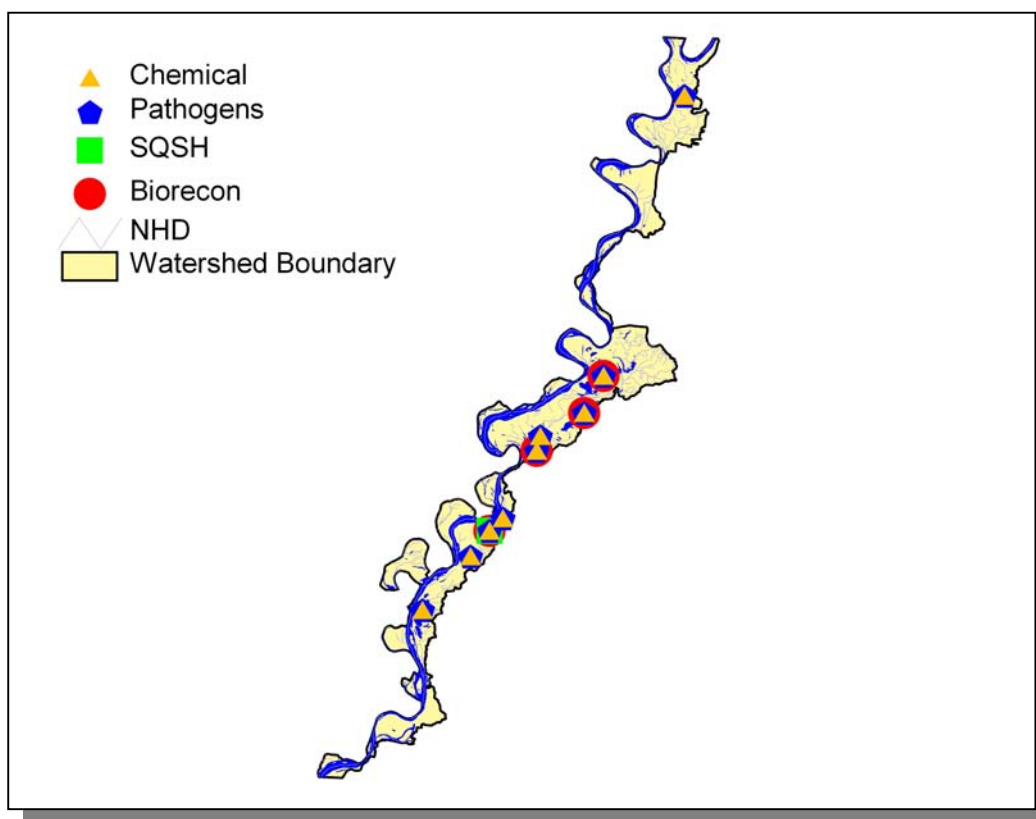 Chemical
Pathogens
SQSH
Biorecon
NHD
Watershed Boundary